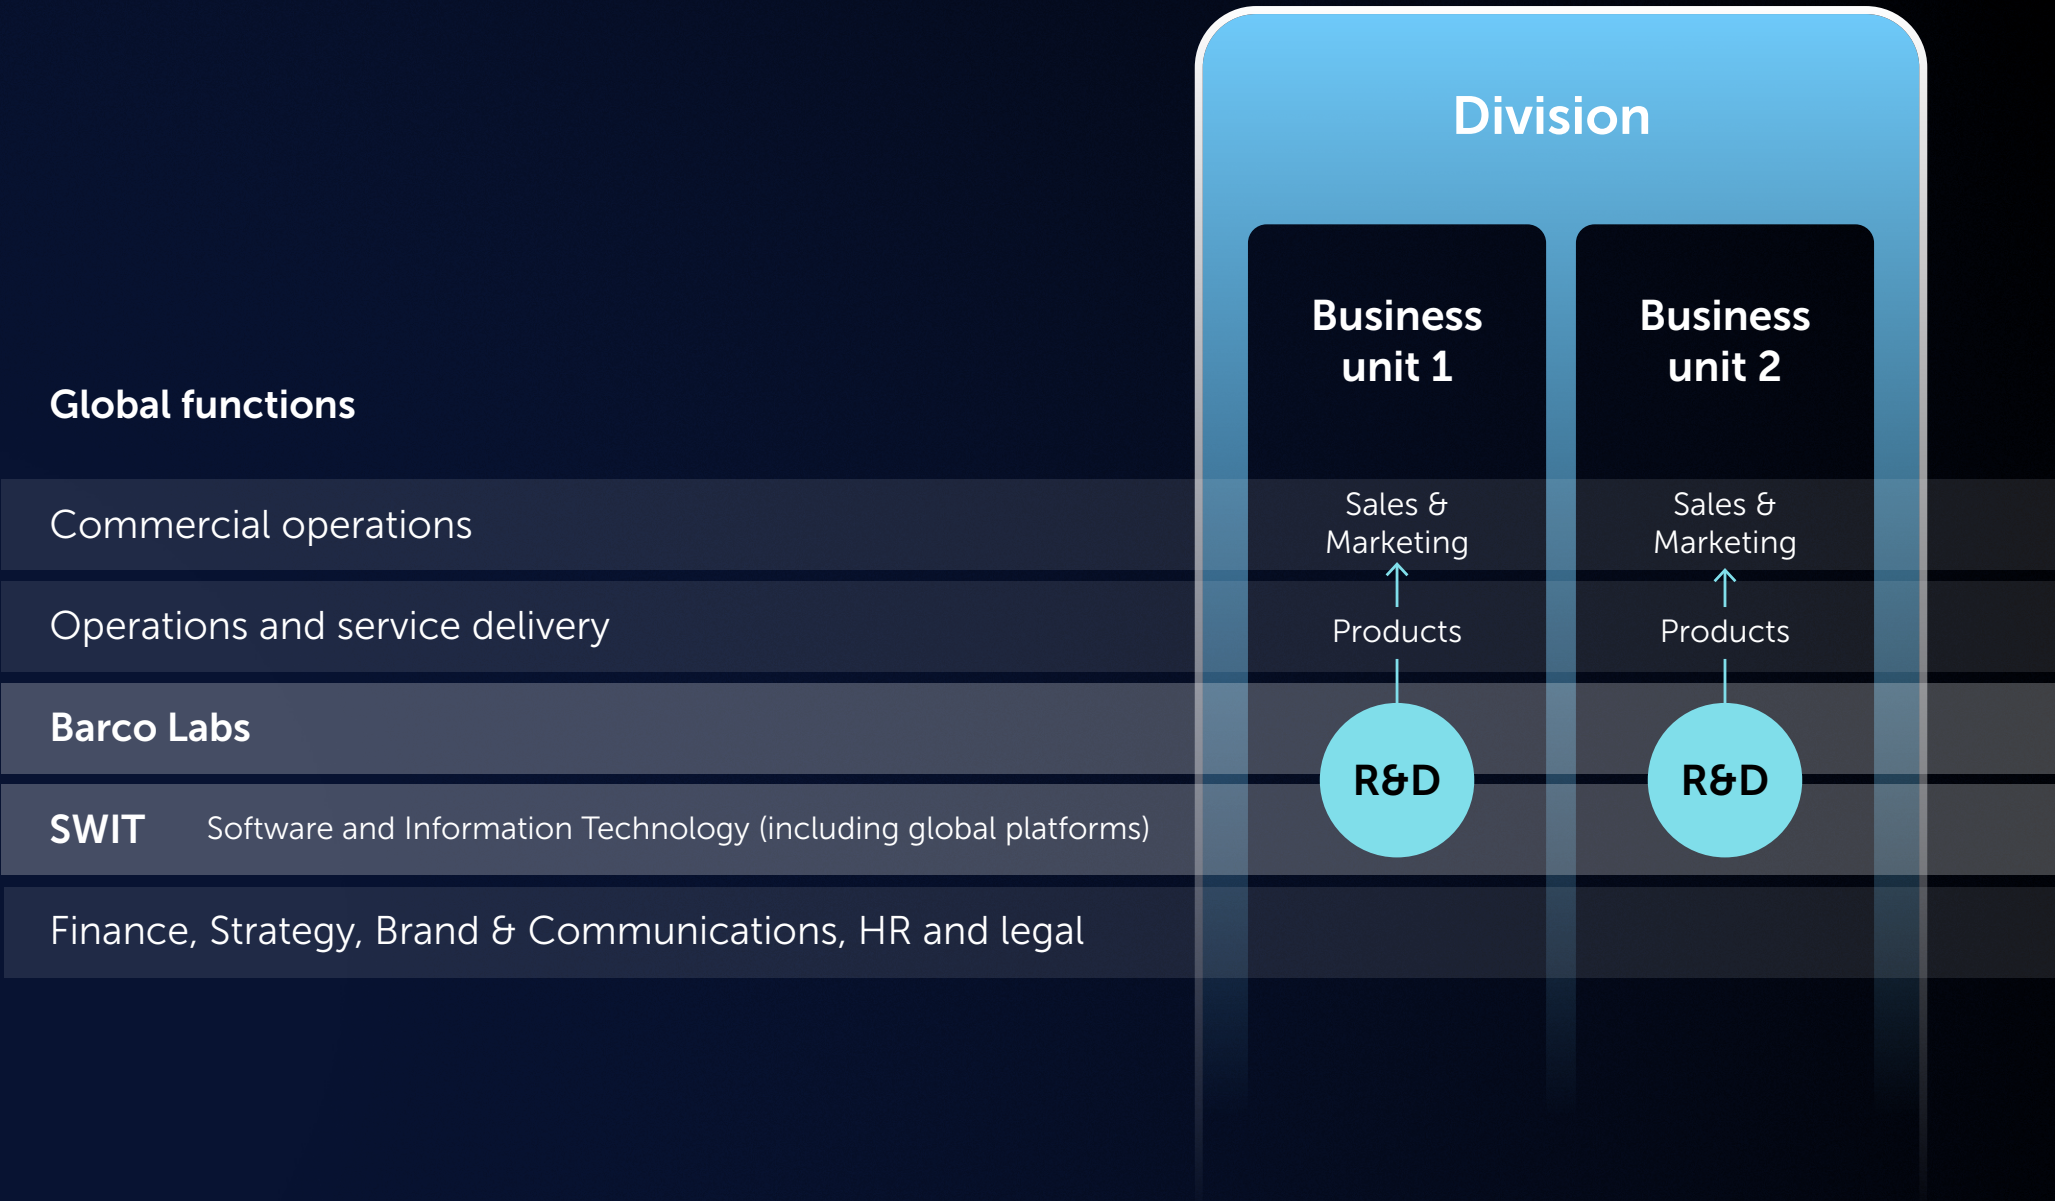 Division
Business
unit 1
Business
unit 2
Global functions
Commercial operations
Sales &
Marketing
Sales &
Marketing
Operations and service delivery
Products
Products
Barco Labs
R&D
R&D
SWIT
Software and Information Technology (including global platforms)
Finance, Strategy, Brand & Communications, HR and legal